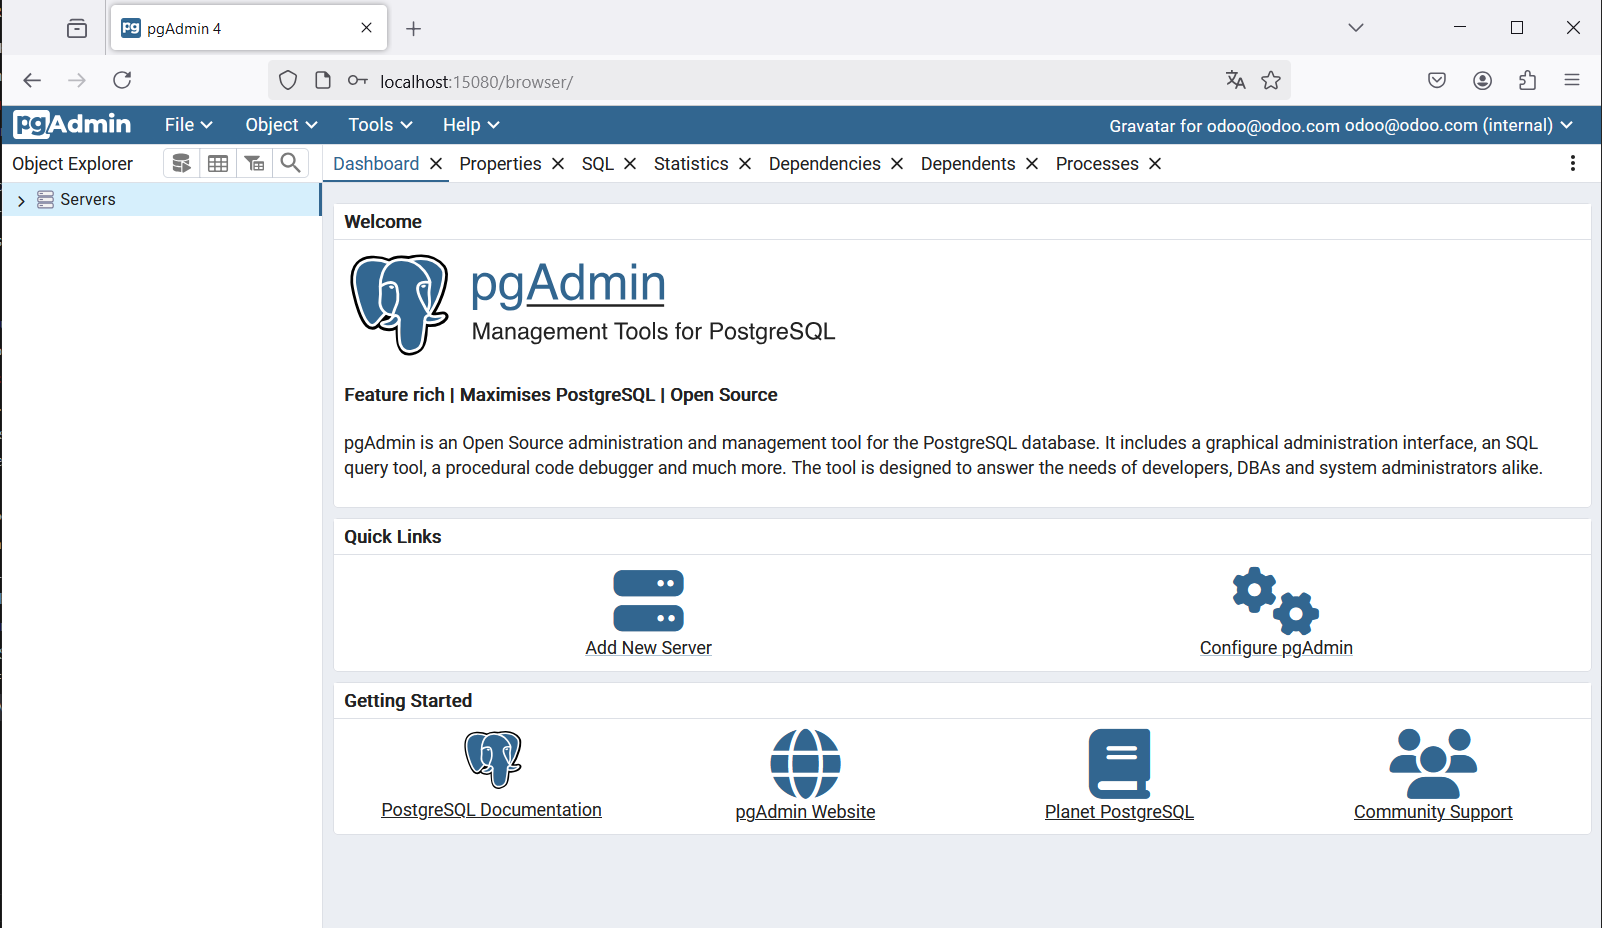 pgAdmin 4
localhost:15080/browser/
pgAdmin File Object Tools Help Gravatar for odoo@odoo.com odoo@odoo.com (internal)
Object Explorer Dashboard Properties SQL Statistics Dependencies Dependents Processes
Servers
Welcome
pgAdmin
Management Tools for PostgreSQL
Feature rich | Maximises PostgreSQL | Open Source
pgAdmin is an Open Source administration and management tool for the PostgreSQL database. It includes a graphical administration interface, an SQL
query tool, a procedural code debugger and much more. The tool is designed to answer the needs of developers, DBAs and system administrators alike.
Quick Links
Add New Server Configure pgAdmin
Getting Started
PostgreSQL Documentation pgAdmin Website Planet PostgreSQL Community Support